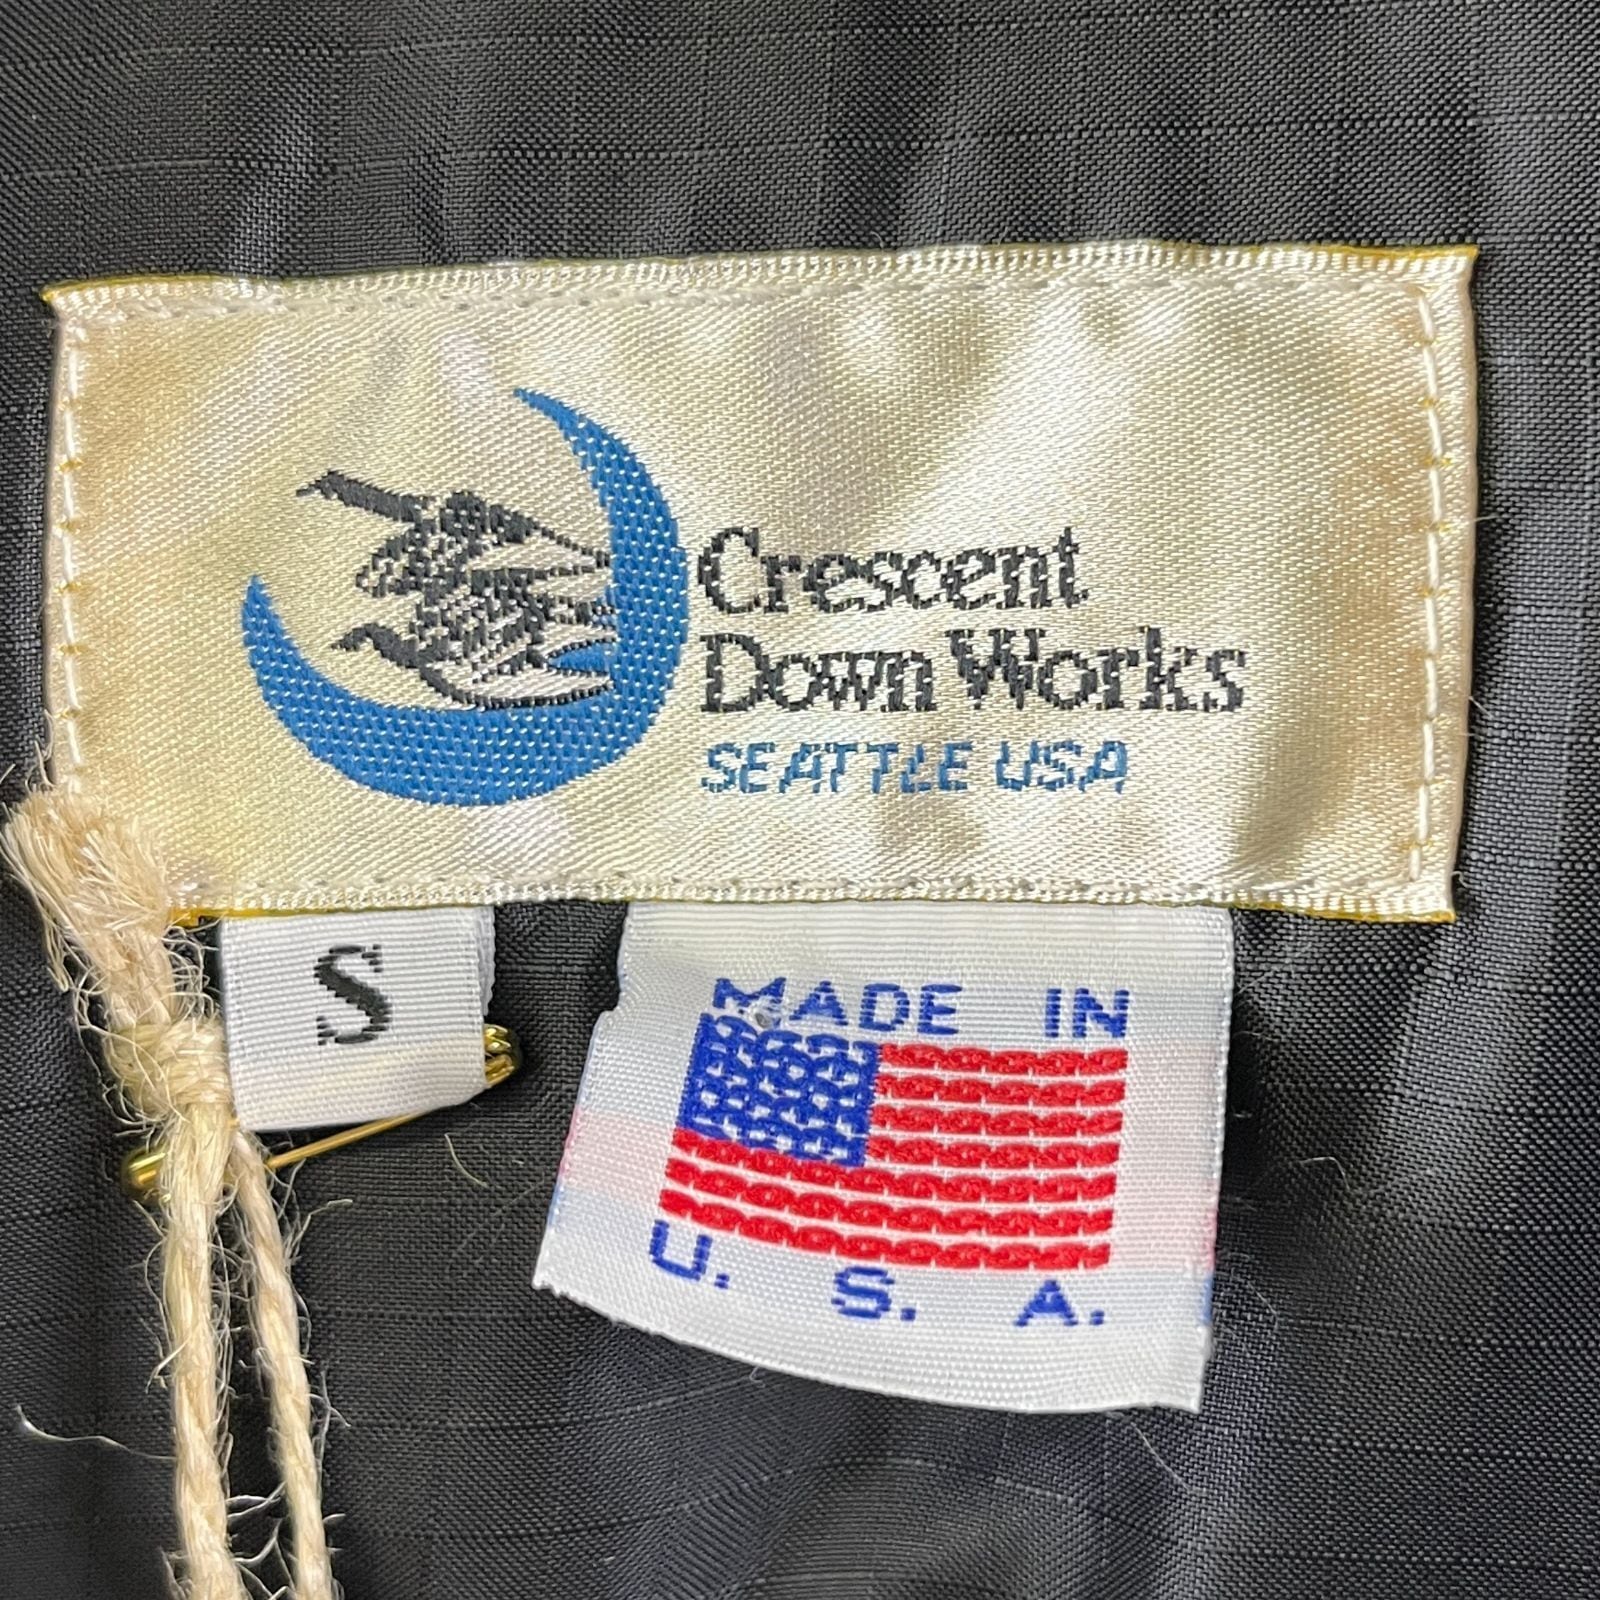 Crescent
Down Works
SEATTLE USA
S
MADE IN
U. S. A.